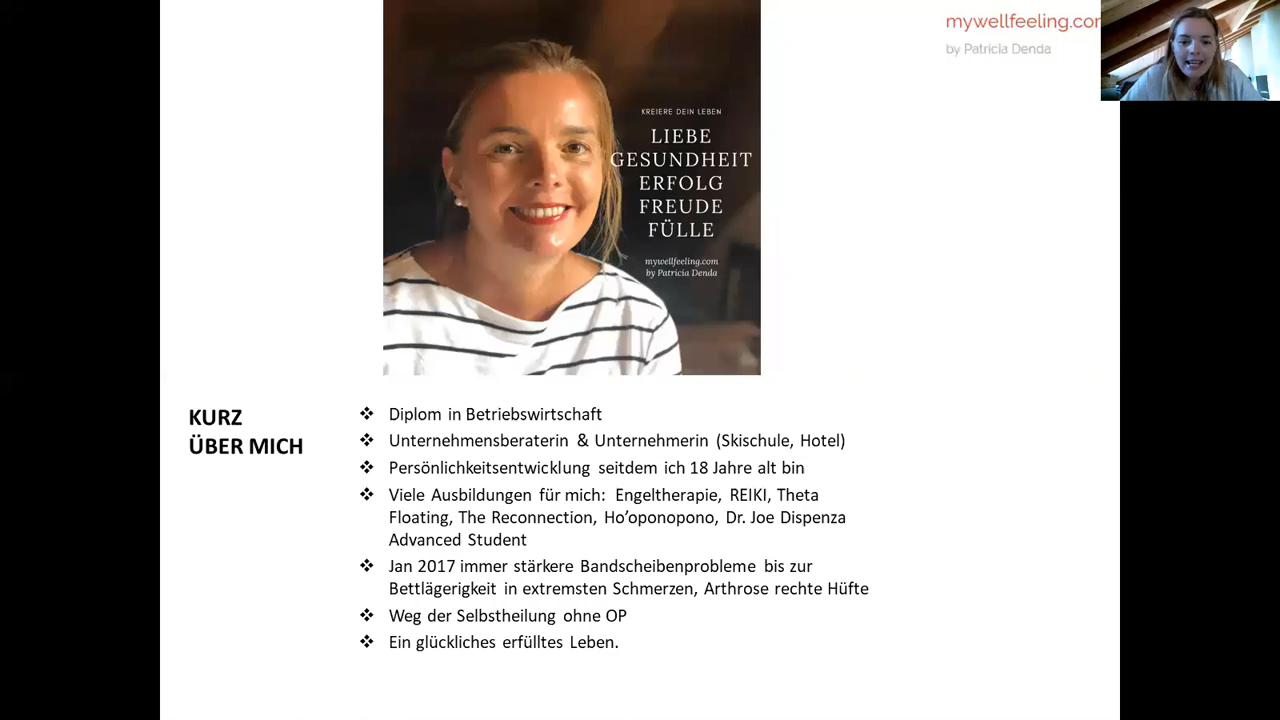 mywellfeeling.com
by Patricia Denda
KREIERE DEIN LEBEN
LIEBE
GESUNDHEIT
ERFOLG
FREUDE
FÜLLE
mywellfeeling.com
by Patricia Denda
KURZ
ÜBER MICH
❖ Diplom in Betriebswirtschaft
❖ Unternehmensberaterin & Unternehmerin (Skischule, Hotel)
❖ Persönlichkeitsentwicklung seitdem ich 18 Jahre alt bin
❖ Viele Ausbildungen für mich: Engeltherapie, REIKI, Theta
Floating, The Reconnection, Ho’oponopono, Dr. Joe Dispenza
Advanced Student
❖ Jan 2017 immer stärkere Bandscheibenprobleme bis zur
Bettlägerigkeit in extremsten Schmerzen, Arthrose rechte Hüfte
❖ Weg der Selbstheilung ohne OP
❖ Ein glückliches erfülltes Leben.